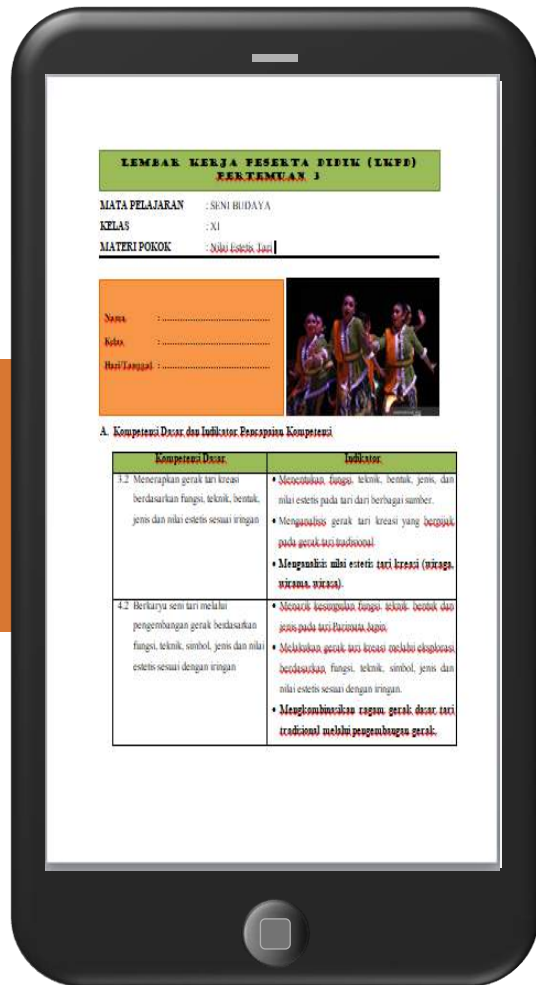 LEMBAR KERJA PESERTA DIDIK (LKPD)
PERTEMUAN 3
MATA PELAJARAN : SENI BUDAYA
KELAS : XI
MATERI POKOK : Nilai Estetis Tari
Nama : ........................................
Kelas : ........................................
Hari/Tanggal : ........................................
A. Kompetensi Dasar dan Indikator Pencapaian Kompetensi
Kompetensi Dasar
Indikator
3.2 Menerapkan gerak tari kreasi
berdasarkan fungsi, teknik, bentuk,
jenis dan nilai estetis sesuai iringan
• Menentukan fungsi, teknik, bentuk, jenis, dan
nilai estetis pada tari dari berbagai sumber.
• Menganalisis gerak tari kreasi yang berpijak
pada gerak tari tradisional.
• Menganalisis nilai estetis tari kreasi (wiraga,
wirama, wirasa).
4.2 Berkarya seni tari melalui
pengembangan gerak berdasarkan
fungsi, teknik, simbol, jenis dan nilai
estetis sesuai dengan iringan
• Menarik kesimpulan fungsi, teknik, bentuk dan
jenis pada tari Parimata Japin.
• Melakukan gerak tari kreasi melalui eksplorasi
berdasarkan fungsi, teknik, simbol, jenis dan
nilai estetis sesuai dengan iringan.
• Mengkombinasikan ragam gerak dasar tari
tradisional melalui pengembangan gerak.